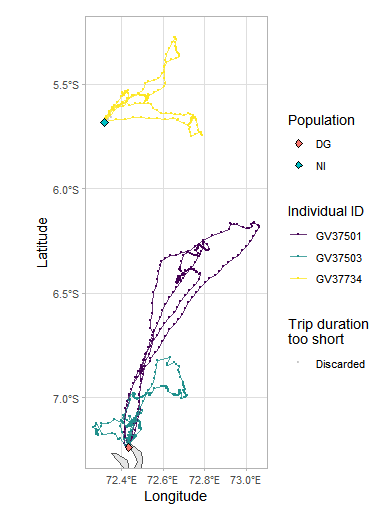 5.5°S
6.0°S
6.5°S
7.0°S
Latitude
72.4°E 72.6°E 72.8°E 73.0°E
Longitude
Population
DG
NI
Individual ID
GV37501
GV37503
GV37734
Trip duration
too short
Discarded